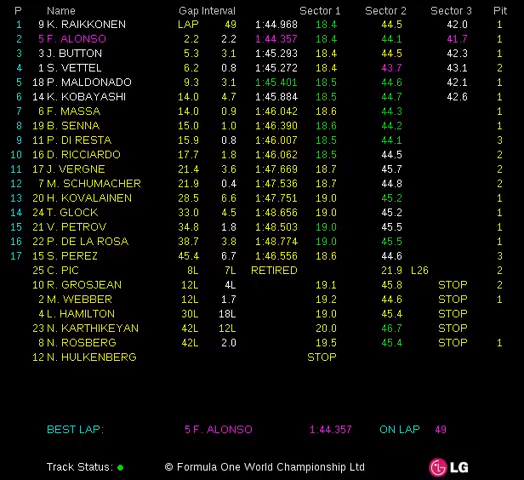 P Name Gap Interval Sector 1 Sector 2 Sector 3 Pit
1 9 K. RAIKKONEN LAP 49 1:44.968 18.4 44.5 42.0 1
2 5 F. ALONSO 2.2 2.2 1:44.357 18.4 44.1 41.7 1
3 3 J. BUTTON 5.3 3.1 1:45.293 18.4 44.5 42.3 1
4 1 S. VETTEL 6.2 0.8 1:45.272 18.4 43.7 43.1 2
5 18 P. MALDONADO 9.3 3.1 1:45.401 18.5 44.6 42.1 1
6 14 K. KOBAYASHI 14.0 4.7 1:45.884 18.5 44.7 42.6 1
7 6 F. MASSA 14.0 0.9 1:46.042 18.6 44.3 1
8 19 B. SENNA 15.0 1.0 1:46.390 18.6 44.2 1
9 11 P. DI RESTA 15.9 0.8 1:46.007 18.5 44.1 3
10 16 D. RICCIARDO 17.7 1.8 1:46.062 18.5 44.5 2
11 17 J. VERGNE 21.4 3.6 1:47.669 18.7 45.7 2
12 7 M. SCHUMACHER 21.9 0.4 1:47.536 18.7 44.8 2
13 20 H. KOVALAINEN 28.5 6.6 1:47.751 19.0 45.2 1
14 24 T. GLOCK 33.0 4.5 1:48.656 19.0 45.2 1
15 21 V. PETROV 34.8 1.8 1:48.503 19.0 45.5 1
16 22 P. DE LA ROSA 38.7 3.8 1:48.774 19.0 45.5 1
17 15 S. PEREZ 45.4 6.7 1:46.556 18.6 44.6 3
25 C. PIC 8L 7L RETIRED 21.9 L26 2
10 R. GROSJEAN 12L 4L 19.1 45.8 STOP 2
2 M. WEBBER 12L 1.7 19.2 44.6 STOP 1
4 L. HAMILTON 30L 18L 19.0 45.4 STOP
23 N. KARTHIKEYAN 42L 12L 20.0 46.7 STOP
8 N. ROSBERG 42L 2.0 19.5 45.4 STOP 1
12 N. HULKENBERG STOP
BEST LAP: 5 F. ALONSO 1:44.357 ON LAP 49
Track Status: © Formula One World Championship Ltd LG